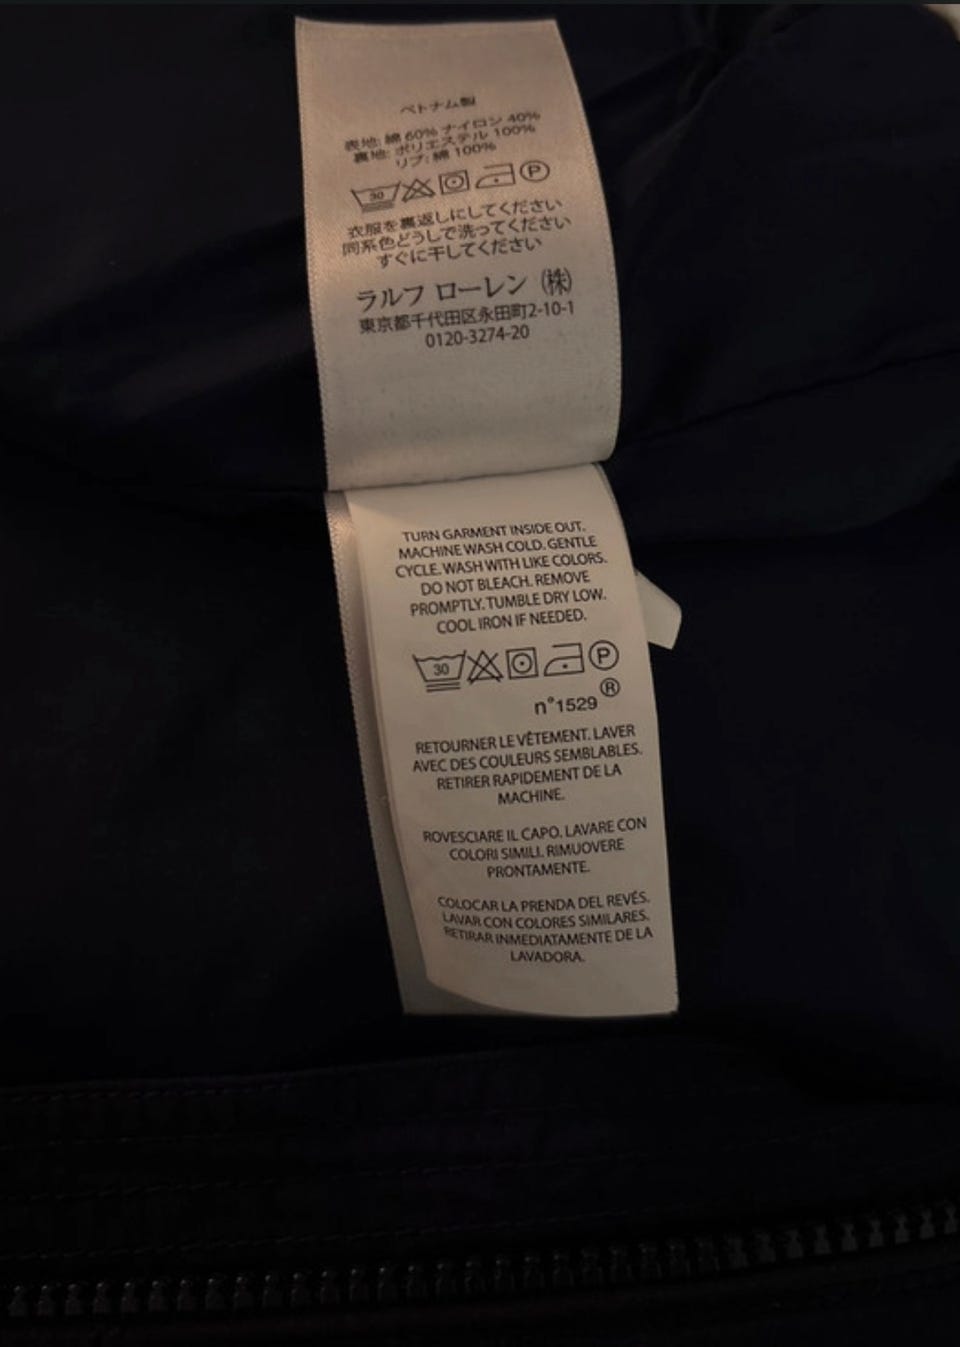 ベトナム製
表地: 綿 60% ナイロン 40%
裏地: ポリエステル 100%
リブ: 綿 100%
30 P
衣服を裏返しにしてください
同系色どうしで洗ってください
すぐに干してください
ラルフ ローレン ㈱
東京都千代田区永田町2-10-1
0120-3274-20
TURN GARMENT INSIDE OUT.
MACHINE WASH COLD. GENTLE
CYCLE. WASH WITH LIKE COLORS.
DO NOT BLEACH. REMOVE
PROMPTLY. TUMBLE DRY LOW.
COOL IRON IF NEEDED.
30 P
n°1529 ®
RETOURNER LE VÊTEMENT. LAVER
AVEC DES COULEURS SEMBLABLES.
RETIRER RAPIDEMENT DE LA
MACHINE.
ROVESCIARE IL CAPO. LAVARE CON
COLORI SIMILI. RIMUOVERE
PRONTAMENTE.
COLOCAR LA PRENDA DEL REVÉS.
LAVAR CON COLORES SIMILARES.
RETIRAR INMEDIATAMENTE DE LA
LAVADORA.